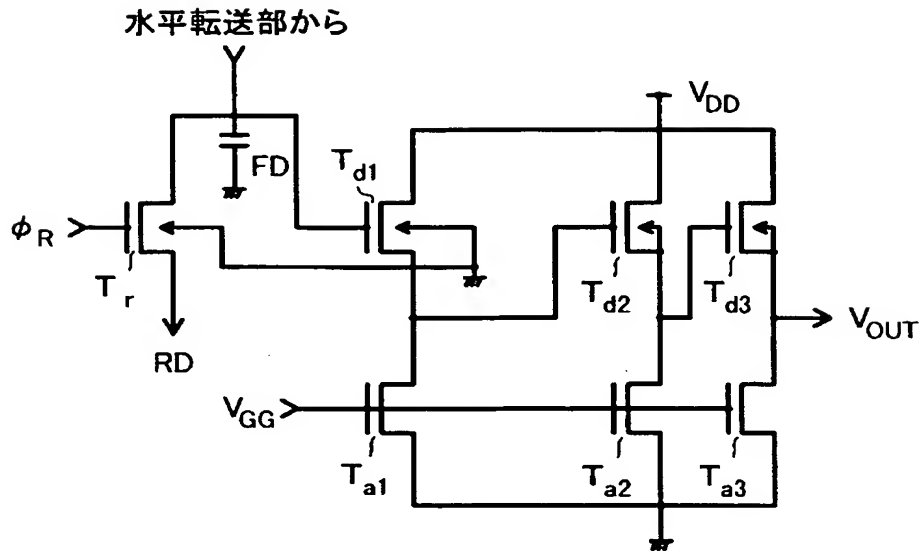 水平転送部から
V_DD
FD
T_d1
φ_R
T_r
T_d2
T_d3
RD
V_OUT
V_GG
T_a1
T_a2
T_a3